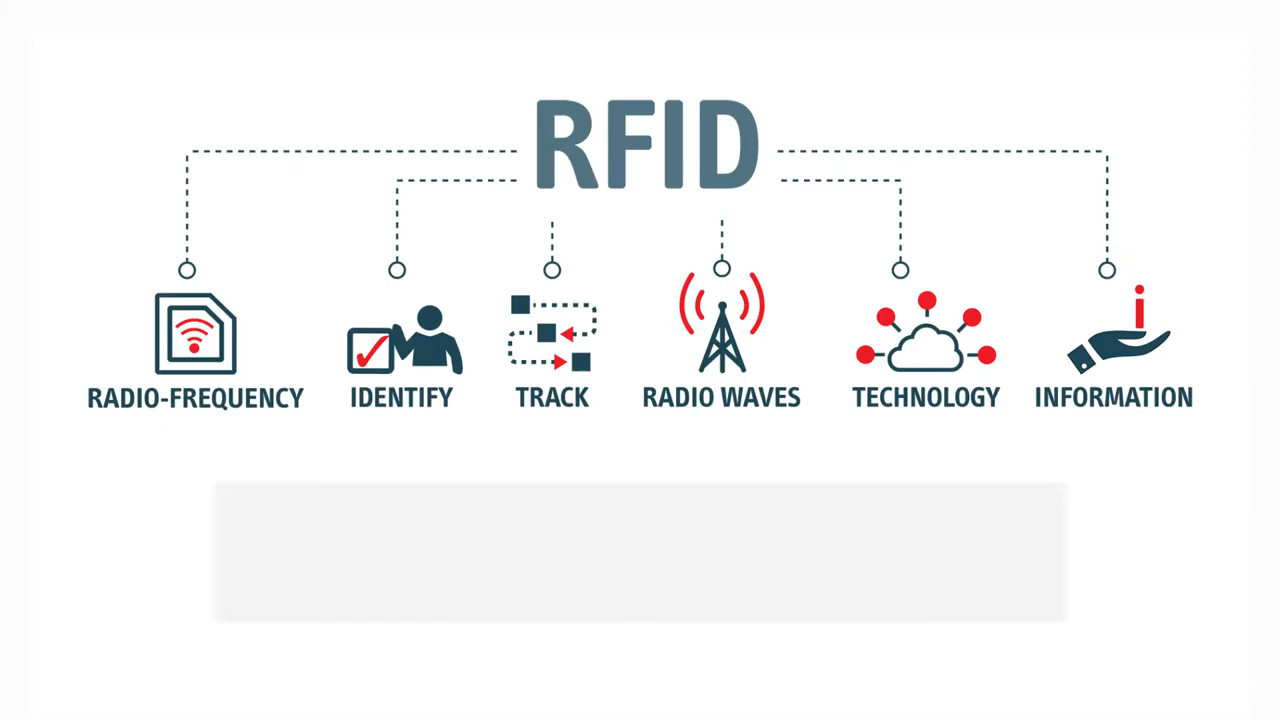 RFID
RADIO-FREQUENCY
IDENTIFY
TRACK
RADIO WAVES
TECHNOLOGY
INFORMATION